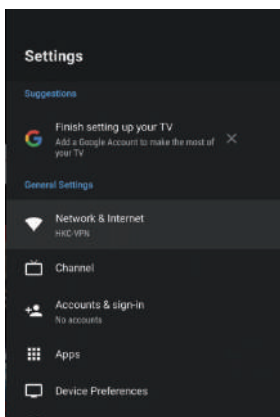 Settings
Suggestions
Finish setting up your TV
Add a Google Account to make the most of
your TV
General Settings
Network & Internet
HKC-VPN
Channel
Accounts & sign-in
No accounts
Apps
Device Preferences